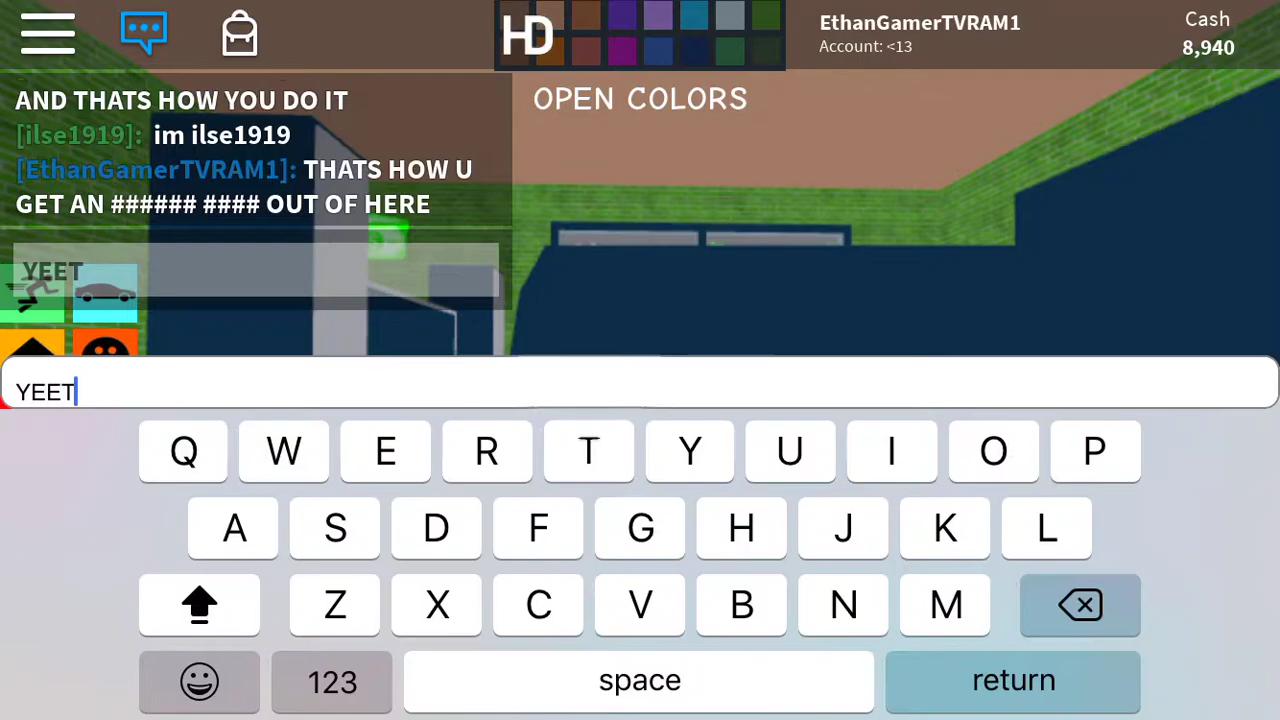 HD
EthanGamerTVRAM1
Account: <13
Cash
8,940
OPEN COLORS
AND THATS HOW YOU DO IT
[ilse1919]: im ilse1919
[EthanGamerTVRAM1]: THATS HOW U
GET AN ###### #### OUT OF HERE
YEET
YEET
Q W E R T Y U I O P
A S D F G H J K L
Z X C V B N M
123 space return